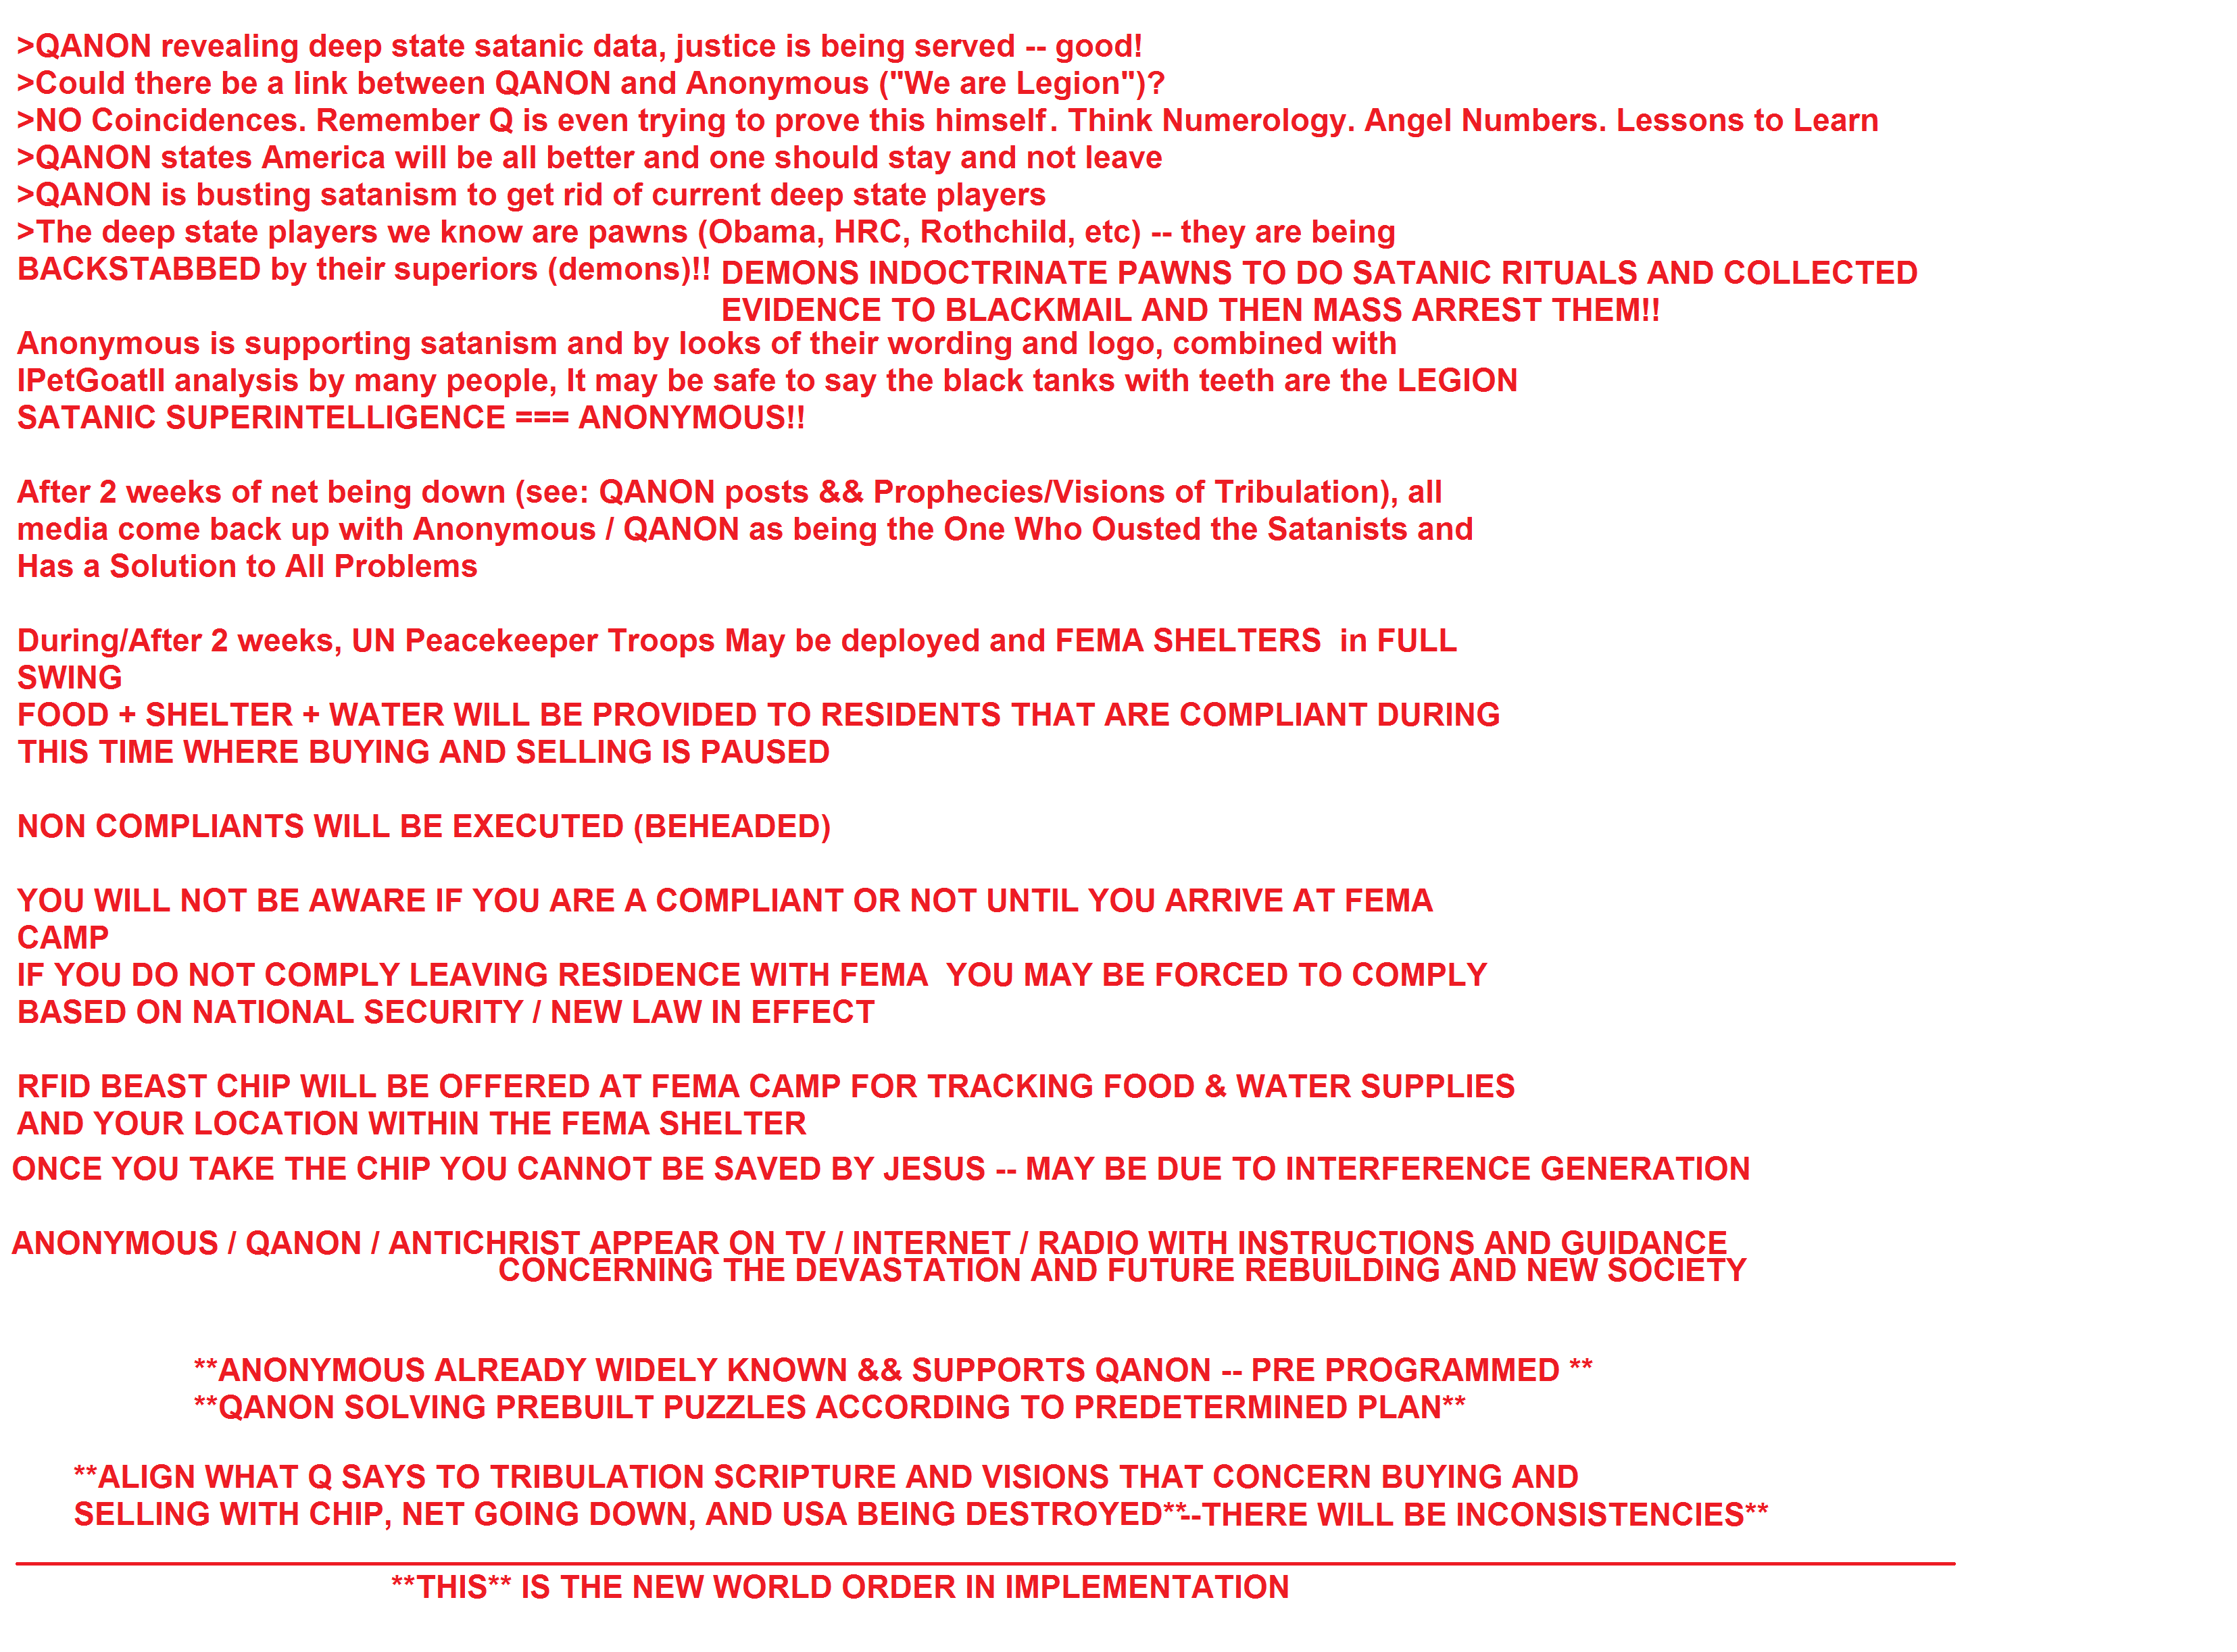 >QANON revealing deep state satanic data, justice is being served -- good!
>Could there be a link between QANON and Anonymous ("We are Legion")?
>NO Coincidences. Remember Q is even trying to prove this himself. Think Numerology. Angel Numbers. Lessons to Learn
>QANON states America will be all better and one should stay and not leave
>QANON is busting satanism to get rid of current deep state players
>The deep state players we know are pawns (Obama, HRC, Rothchild, etc) -- they are being
BACKSTABBED by their superiors (demons)!! DEMONS INDOCTRINATE PAWNS TO DO SATANIC RITUALS AND COLLECTED
EVIDENCE TO BLACKMAIL AND THEN MASS ARREST THEM!!
Anonymous is supporting satanism and by looks of their wording and logo, combined with
IPetGoatII analysis by many people, It may be safe to say the black tanks with teeth are the LEGION
SATANIC SUPERINTELLIGENCE === ANONYMOUS!!
After 2 weeks of net being down (see: QANON posts && Prophecies/Visions of Tribulation), all
media come back up with Anonymous / QANON as being the One Who Ousted the Satanists and
Has a Solution to All Problems
During/After 2 weeks, UN Peacekeeper Troops May be deployed and FEMA SHELTERS  in FULL
SWING
FOOD + SHELTER + WATER WILL BE PROVIDED TO RESIDENTS THAT ARE COMPLIANT DURING
THIS TIME WHERE BUYING AND SELLING IS PAUSED
NON COMPLIANTS WILL BE EXECUTED (BEHEADED)
YOU WILL NOT BE AWARE IF YOU ARE A COMPLIANT OR NOT UNTIL YOU ARRIVE AT FEMA
CAMP
IF YOU DO NOT COMPLY LEAVING RESIDENCE WITH FEMA  YOU MAY BE FORCED TO COMPLY
BASED ON NATIONAL SECURITY / NEW LAW IN EFFECT
RFID BEAST CHIP WILL BE OFFERED AT FEMA CAMP FOR TRACKING FOOD & WATER SUPPLIES
AND YOUR LOCATION WITHIN THE FEMA SHELTER
ONCE YOU TAKE THE CHIP YOU CANNOT BE SAVED BY JESUS -- MAY BE DUE TO INTERFERENCE GENERATION
ANONYMOUS / QANON / ANTICHRIST APPEAR ON TV / INTERNET / RADIO WITH INSTRUCTIONS AND GUIDANCE
CONCERNING THE DEVASTATION AND FUTURE REBUILDING AND NEW SOCIETY
**ANONYMOUS ALREADY WIDELY KNOWN && SUPPORTS QANON -- PRE PROGRAMMED **
**QANON SOLVING PREBUILT PUZZLES ACCORDING TO PREDETERMINED PLAN**
**ALIGN WHAT Q SAYS TO TRIBULATION SCRIPTURE AND VISIONS THAT CONCERN BUYING AND
SELLING WITH CHIP, NET GOING DOWN, AND USA BEING DESTROYED**--THERE WILL BE INCONSISTENCIES**
**THIS** IS THE NEW WORLD ORDER IN IMPLEMENTATION